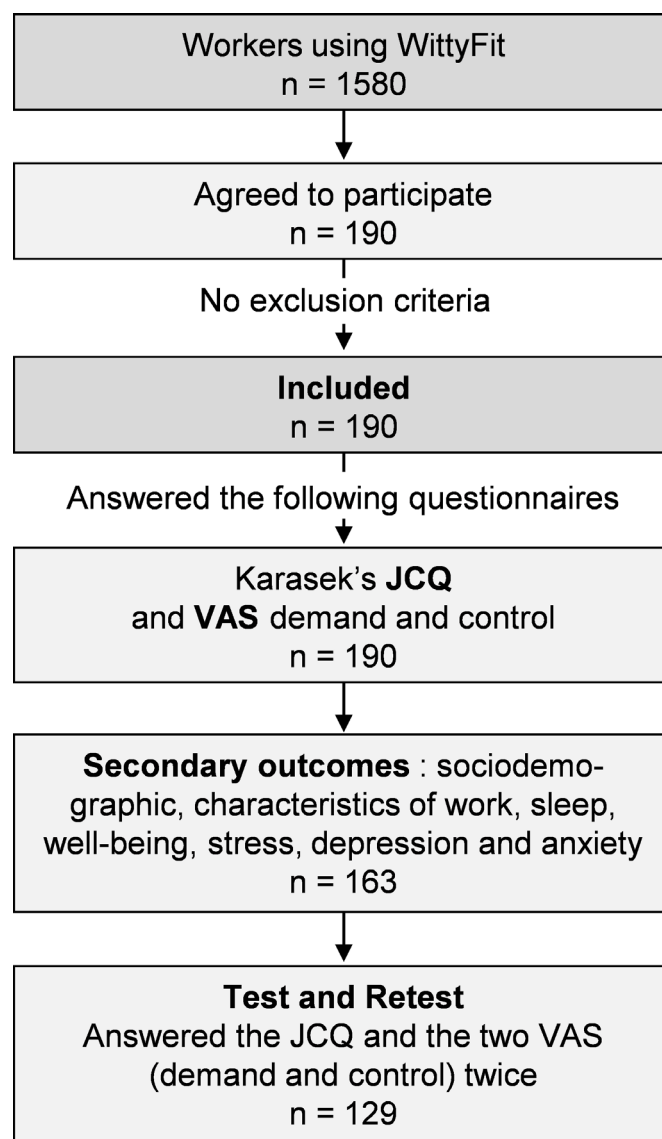 Workers using WittyFit
n = 1580
Agreed to participate
n = 190
No exclusion criteria
Included
n = 190
Answered the following questionnaires
Karasek’s JCQ
and VAS demand and control
n = 190
Secondary outcomes : sociodemo-
graphic, characteristics of work, sleep,
well-being, stress, depression and anxiety
n = 163
Test and Retest
Answered the JCQ and the two VAS
(demand and control) twice
n = 129